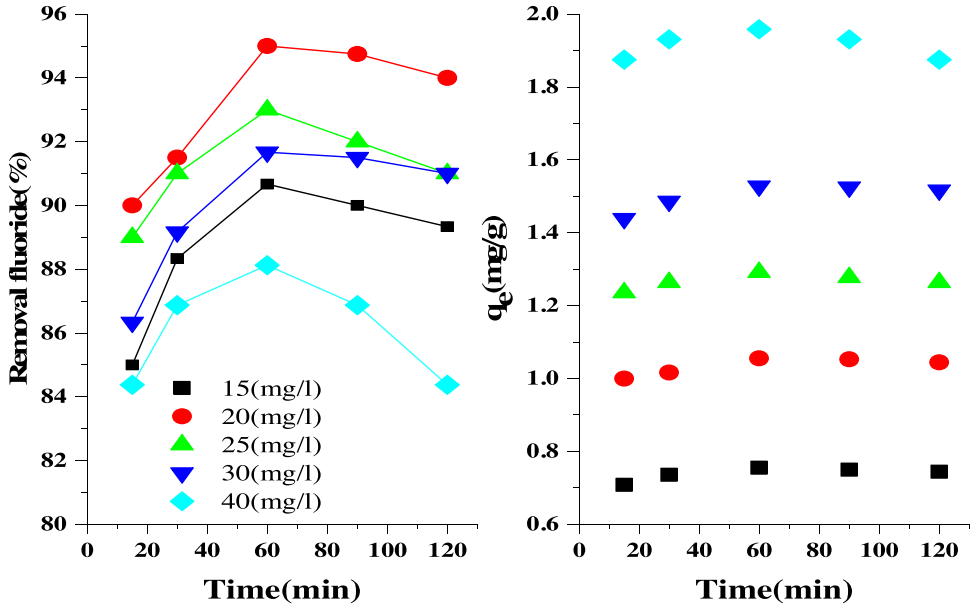 Removal fluoride(%)
96
94
92
90
88
86
84
82
80
15(mg/l)
20(mg/l)
25(mg/l)
30(mg/l)
40(mg/l)
0 20 40 60 80 100 120
Time(min)
qe(mg/g)
2.0
1.8
1.6
1.4
1.2
1.0
0.8
0.6
0 20 40 60 80 100 120
Time(min)